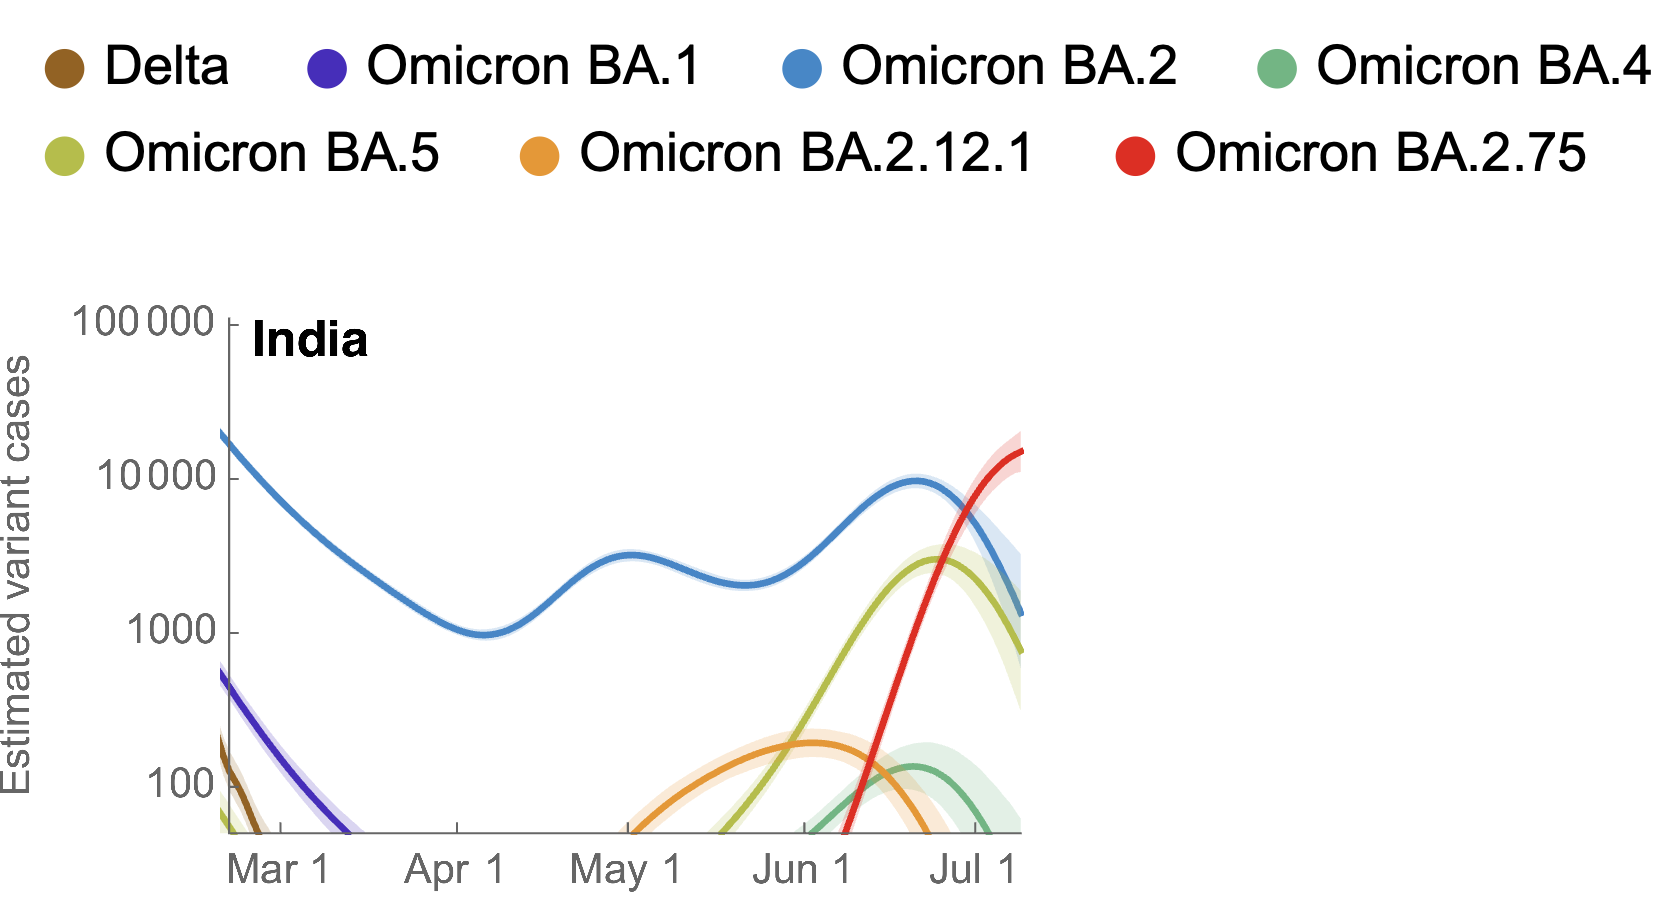 Delta Omicron BA.1 Omicron BA.2 Omicron BA.4
Omicron BA.5 Omicron BA.2.12.1 Omicron BA.2.75
India
Estimated variant cases
100 000
10 000
1000
100
Mar 1 Apr 1 May 1 Jun 1 Jul 1